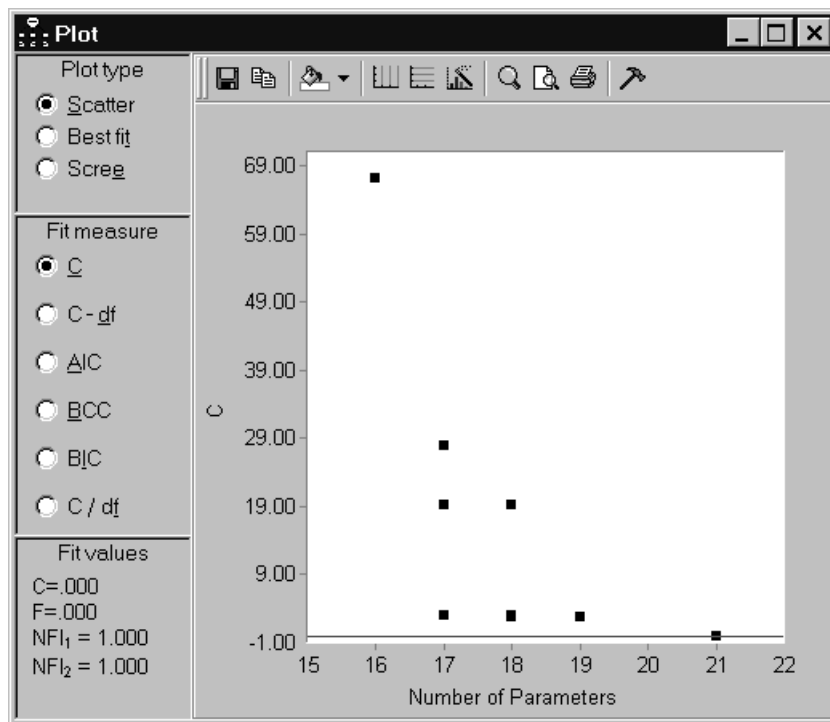 Plot
Plot type
Scatter
Best fit
Scree
Fit measure
C
C - df
AIC
BCC
BIC
C / df
Fit values
C=.000
F=.000
NFI₁ = 1.000
NFI₂ = 1.000
69.00
59.00
49.00
39.00
29.00
19.00
9.00
-1.00
C
15 16 17 18 19 20 21 22
Number of Parameters